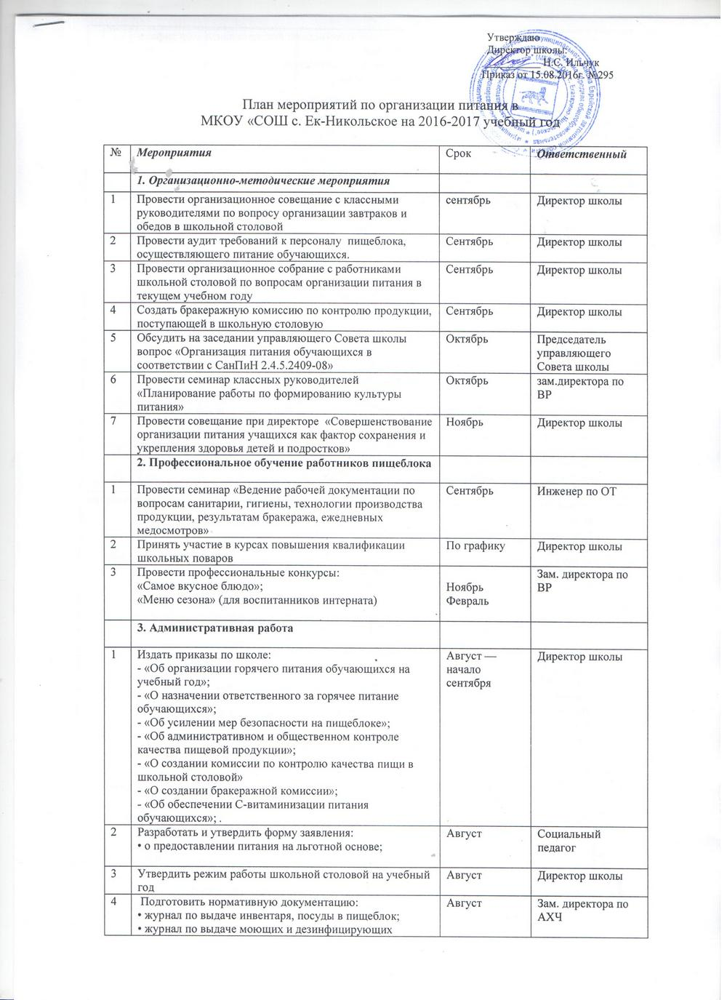 Утверждаю
Директор школы:
Н.С. Ильчук
Приказ от 15.08.2016г. №295
План мероприятий по организации питания в
МКОУ «СОШ с. Ек-Никольское на 2016-2017 учебный год
№ Мероприятия Срок Ответственный
1. Организационно-методические мероприятия
1 Провести организационное совещание с классными сентябрь Директор школы
руководителями по вопросу организации завтраков и
обедов в школьной столовой
2 Провести аудит требований к персоналу пищеблока, Сентябрь Директор школы
осуществляющего питание обучающихся.
3 Провести организационное собрание с работниками Сентябрь Директор школы
школьной столовой по вопросам организации питания в
текущем учебном году
4 Создать бракеражную комиссию по контролю продукции, Сентябрь Директор школы
поступающей в школьную столовую
5 Обсудить на заседании управляющего Совета школы Октябрь Председатель
вопрос «Организация питания обучающихся в управляющего
соответствии с СанПиН 2.4.5.2409-08» Совета школы
6 Провести семинар классных руководителей Октябрь зам.директора по
«Планирование работы по формированию культуры ВР
питания»
7 Провести совещание при директоре «Совершенствование Ноябрь Директор школы
организации питания учащихся как фактор сохранения и
укрепления здоровья детей и подростков»
2. Профессиональное обучение работников пищеблока
1 Провести семинар «Ведение рабочей документации по Сентябрь Инженер по ОТ
вопросам санитарии, гигиены, технологии производства
продукции, результатам бракеража, ежедневных
медосмотров»
2 Принять участие в курсах повышения квалификации По графику Директор школы
школьных поваров
3 Провести профессиональные конкурсы: Зам. директора по
«Самое вкусное блюдо»; Ноябрь ВР
«Меню сезона» (для воспитанников интерната) Февраль
3. Административная работа
1 Издать приказы по школе: Август — Директор школы
- «Об организации горячего питания обучающихся на начало
учебный год»; сентября
- «О назначении ответственного за горячее питание
обучающихся»;
- «Об усилении мер безопасности на пищеблоке»;
- «Об административном и общественном контроле
качества пищевой продукции»;
- «О создании комиссии по контролю качества пищи в
школьной столовой»
- «О создании бракеражной комиссии»;
- «Об обеспечении С-витаминизации питания
обучающихся»; .
2 Разработать и утвердить форму заявления: Август Социальный
• о предоставлении питания на льготной основе; педагог
3 Утвердить режим работы школьной столовой на учебный Август Директор школы
год
4 Подготовить нормативную документацию: Август Зам. директора по
• журнал по выдаче инвентаря, посуды в пищеблок; АХЧ
• журнал по выдаче моющих и дезинфицирующих